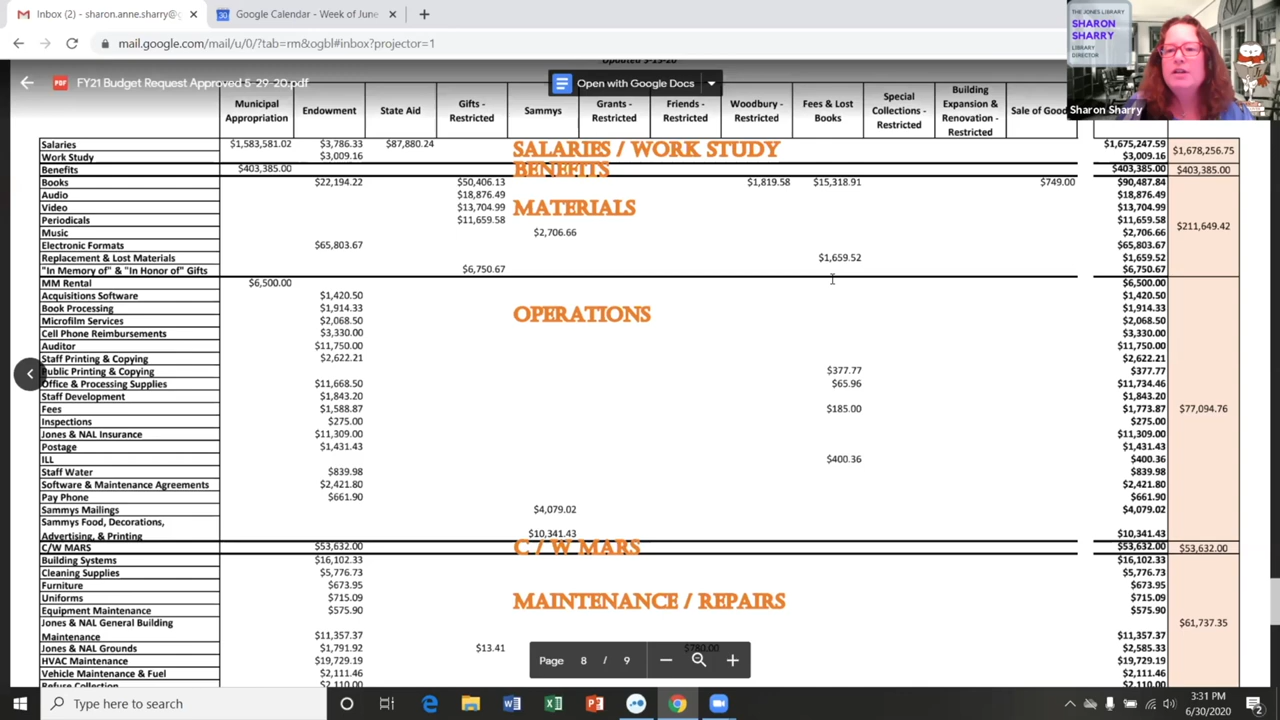 Inbox (2) - sharon.anne.sherry@
Google Calendar - Week of June
mail.google.com/mail/u/0/?tab=rm&ogbl#inbox?projector=1
THE JONES LIBRARY
SHARON
SHARRY
LIBRARY
DIRECTOR
Sharon Sharry
FY21 Budget Request Approved 5-29-20.pdf
Open with Google Docs
Municipal Appropriation Endowment State Aid Gifts - Restricted Sammys Grants - Restricted Friends - Restricted Woodbury - Restricted Fees & Lost Books Special Collections - Restricted Building Expansion & Renovation - Restricted Sale of Good
Salaries $1,583,581.02 $3,786.33 $87,880.24 SALARIES / WORK STUDY $1,675,247.59 $1,678,256.75
Work Study $3,009.16 $3,009.16
Benefits $403,385.00 BENEFITS $403,385.00 $403,385.00
Books $22,194.22 $50,406.13 $1,819.58 $15,318.91 $749.00 $90,487.84
Audio $18,876.49 $18,876.49
Video $13,704.99 MATERIALS $13,704.99
Periodicals $11,659.58 $11,659.58 $211,649.42
Music $2,706.66 $2,706.66
Electronic Formats $65,803.67 $65,803.67
Replacement & Lost Materials $1,659.52 $1,659.52
"In Memory of" & "In Honor of" Gifts $6,750.67 $6,750.67
MM Rental $6,500.00 $6,500.00
Acquisitions Software $1,420.50 $1,420.50
Book Processing $1,914.33 OPERATIONS $1,914.33
Microfilm Services $2,068.50 $2,068.50
Cell Phone Reimbursements $3,330.00 $3,330.00
Auditor $11,750.00 $11,750.00
Staff Printing & Copying $2,622.21 $2,622.21
Public Printing & Copying $377.77 $377.77
Office & Processing Supplies $11,668.50 $65.96 $11,734.46
Staff Development $1,843.20 $1,843.20
Fees $1,588.87 $185.00 $1,773.87 $77,094.76
Inspections $275.00 $275.00
Jones & NAL Insurance $11,309.00 $11,309.00
Postage $1,431.43 $1,431.43
ILL $400.36 $400.36
Staff Water $839.98 $839.98
Software & Maintenance Agreements $2,421.80 $2,421.80
Pay Phone $661.90 $661.90
Sammys Mailings $4,079.02 $4,079.02
Sammys Food, Decorations,
Advertising, & Printing $10,341.43 $10,341.43
C/W MARS $53,632.00 C / W MARS $53,632.00 $53,632.00
Building Systems $16,102.33 $16,102.33
Cleaning Supplies $5,776.73 $5,776.73
Furniture $673.95 $673.95
Uniforms $715.09 MAINTENANCE / REPAIRS $715.09
Equipment Maintenance $575.90 $575.90
Jones & NAL General Building
Maintenance $11,357.37 $11,357.37 $61,737.35
Jones & NAL Grounds $1,791.92 $13.41 $780.00 $2,585.33
HVAC Maintenance $19,729.19 $19,729.19
Vehicle Maintenance & Fuel $2,111.46 $2,111.46
Refuse Collection $2,110.00 $2,110.00
Page 8 / 9
Type here to search
3:31 PM
6/30/2020
2